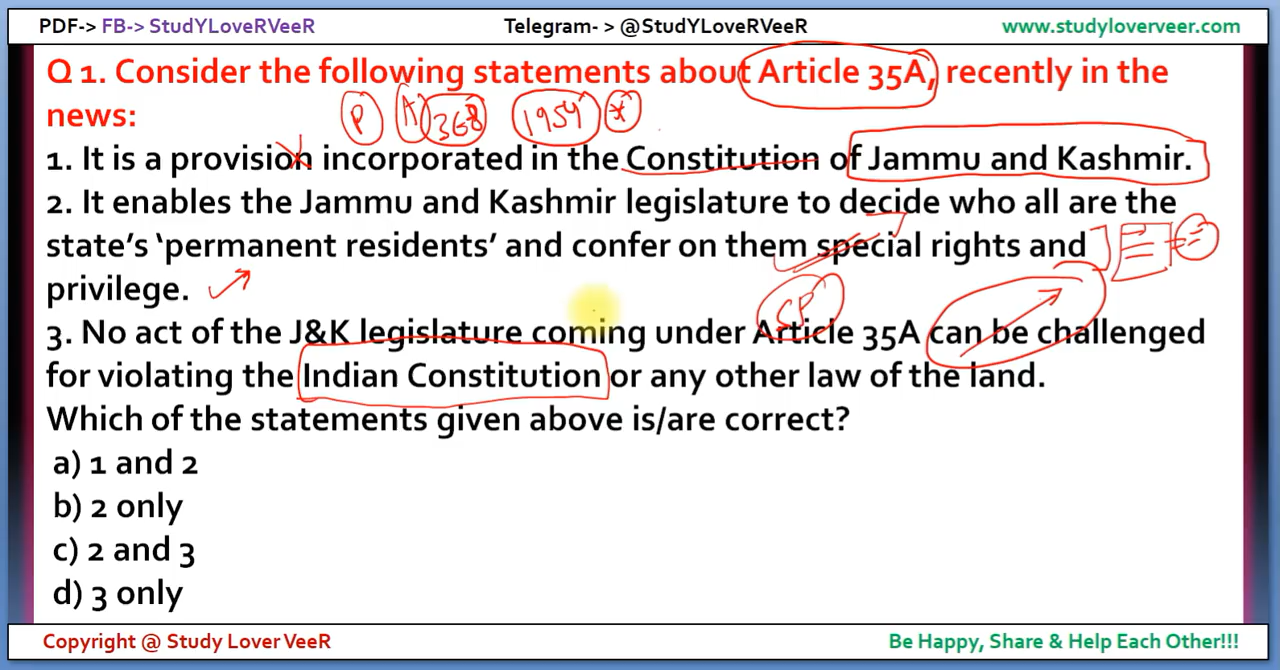 PDF-> FB-> StudYLoveRVeeR Telegram- > @StudYLoveRVeeR www.studyloverveer.com
Q 1. Consider the following statements about Article 35A, recently in the
news:
P A 368 1954 *
1. It is a provision incorporated in the Constitution of Jammu and Kashmir.
2. It enables the Jammu and Kashmir legislature to decide who all are the
state's 'permanent residents' and confer on them special rights and
privilege.
SP
3. No act of the J&K legislature coming under Article 35A can be challenged
for violating the Indian Constitution or any other law of the land.
Which of the statements given above is/are correct?
a) 1 and 2
b) 2 only
c) 2 and 3
d) 3 only
Copyright @ Study Lover VeeR Be Happy, Share & Help Each Other!!!